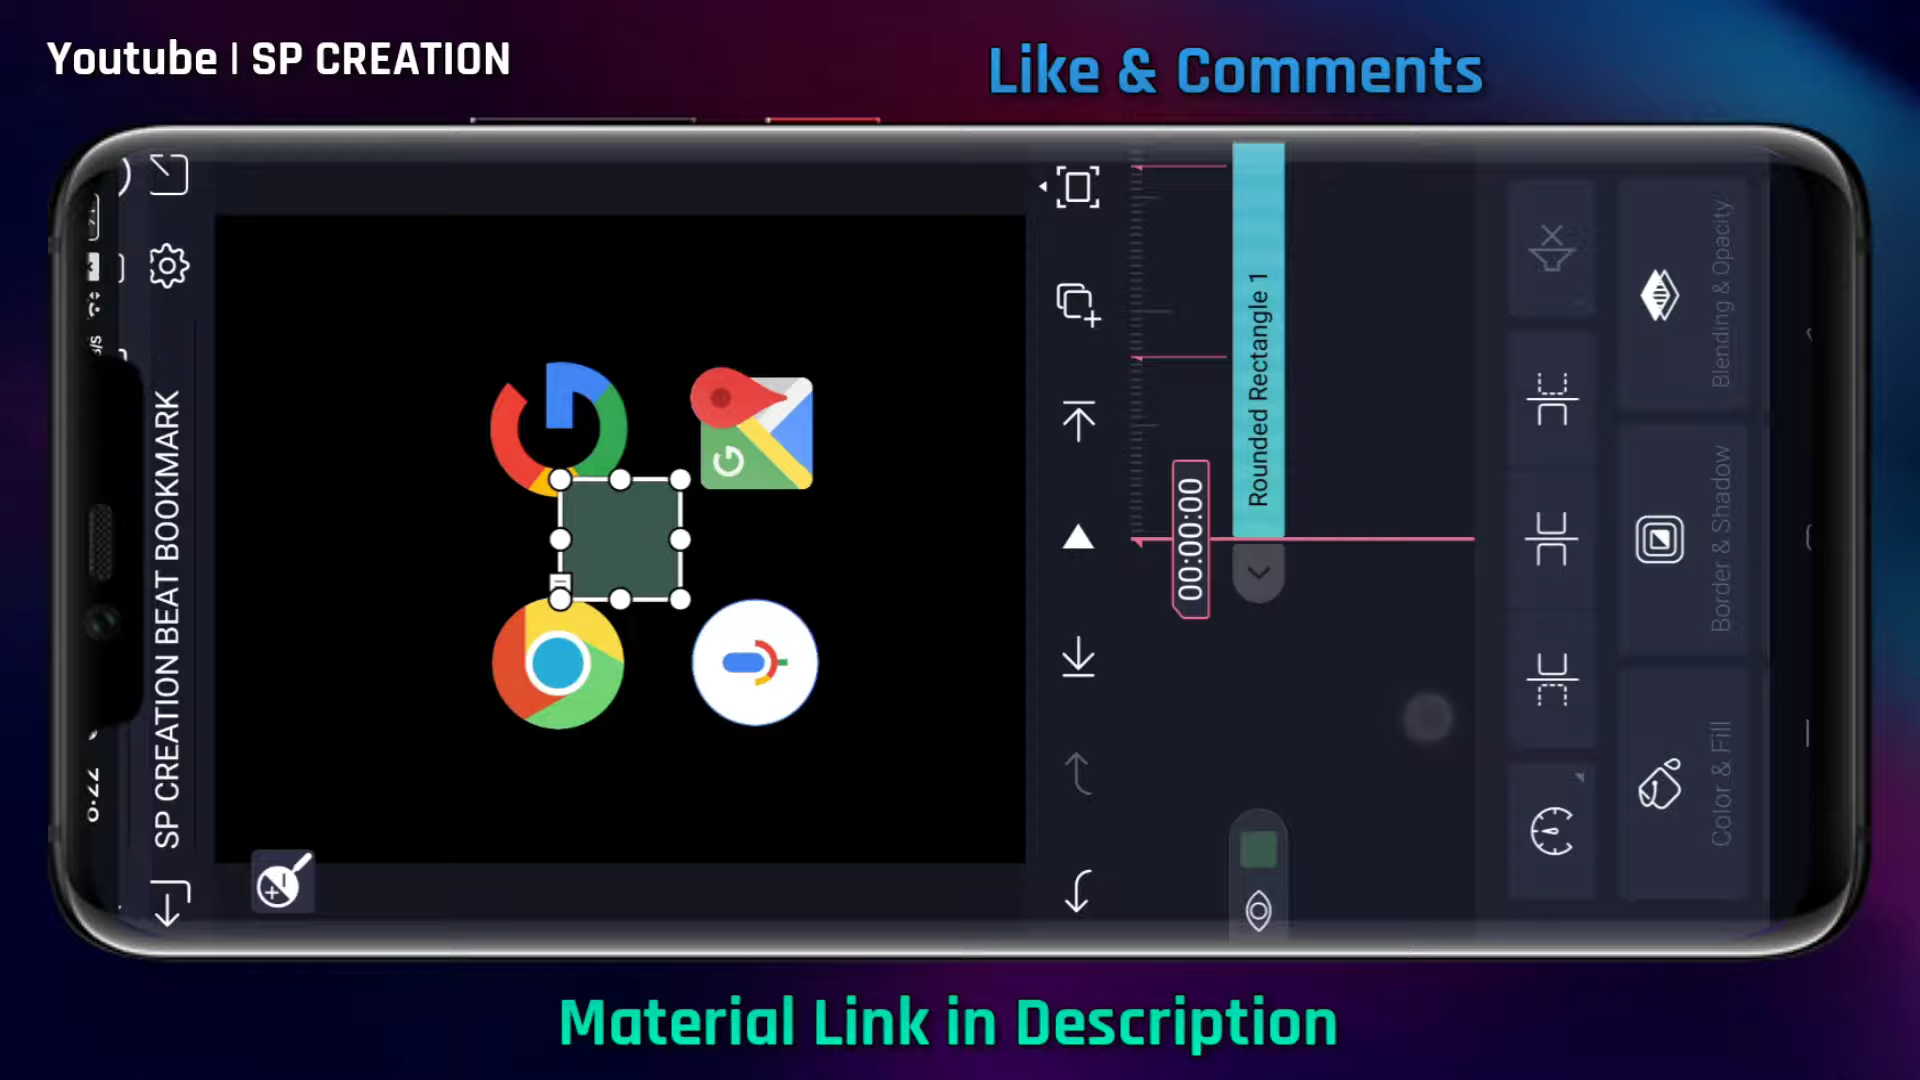 Youtube | SP CREATION
Like & Comments
SP CREATION BEAT BOOKMARK
00:00:00
Rounded Rectangle 1
Blending & Opacity
Border & Shadow
Color & Fill
Material Link in Description